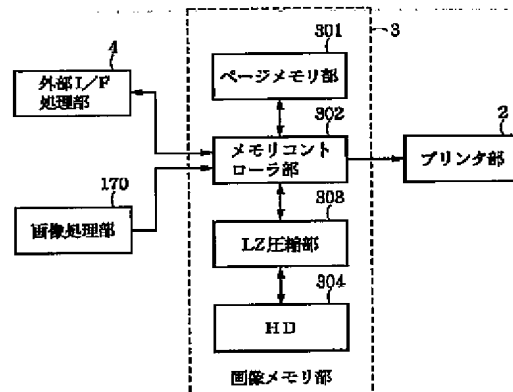 301
3
4
ページメモリ部
外部I/F
処理部
302
2
メモリコント
ローラ部
プリンタ部
170
303
画像処理部
LZ圧縮部
304
HD
画像メモリ部